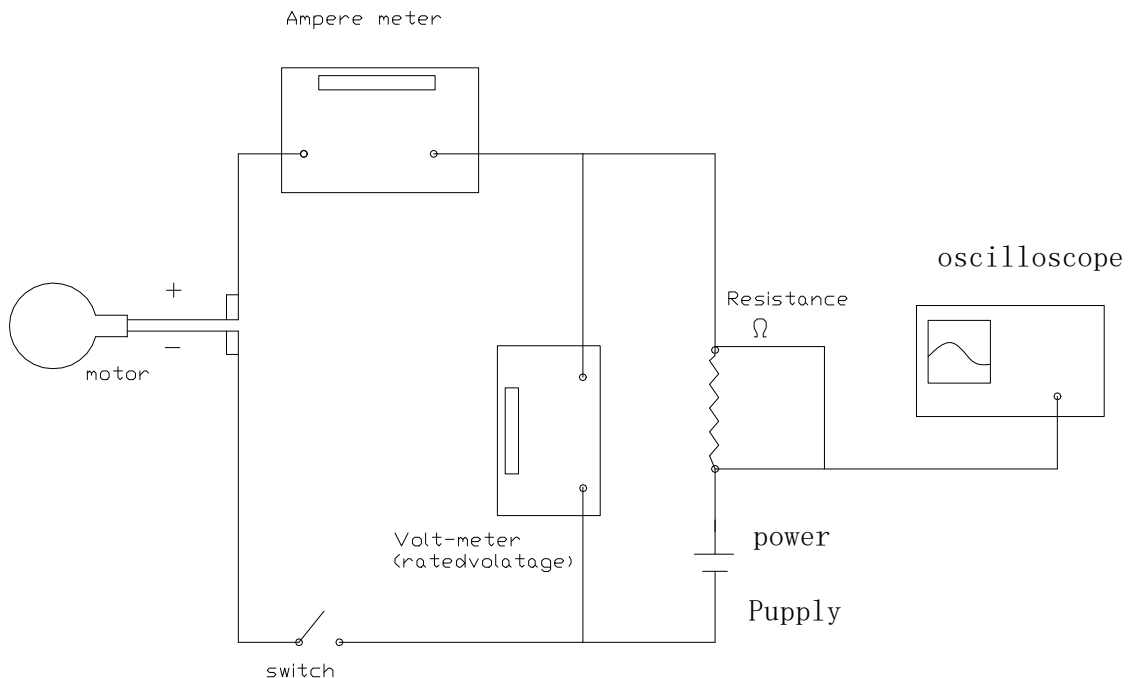 Ampere meter
oscilloscope
+
Resistance
Ω
−
motor
Volt-meter
(ratedvolatage)
power
Pupply
switch